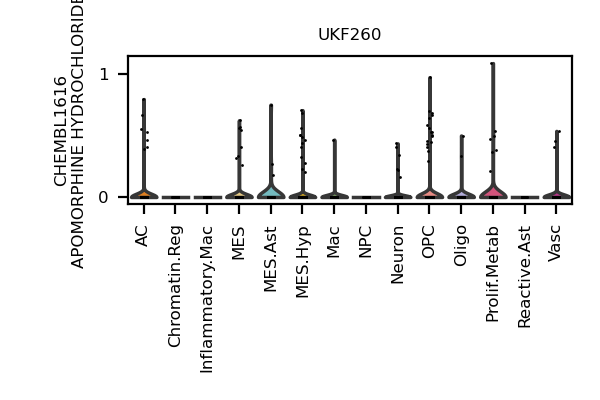 UKF260
CHEMBL1616
APOMORPHINE HYDROCHLORIDE
1
0
AC
Chromatin.Reg
Inflammatory.Mac
MES
MES.Ast
MES.Hyp
Mac
NPC
Neuron
OPC
Oligo
Prolif.Metab
Reactive.Ast
Vasc